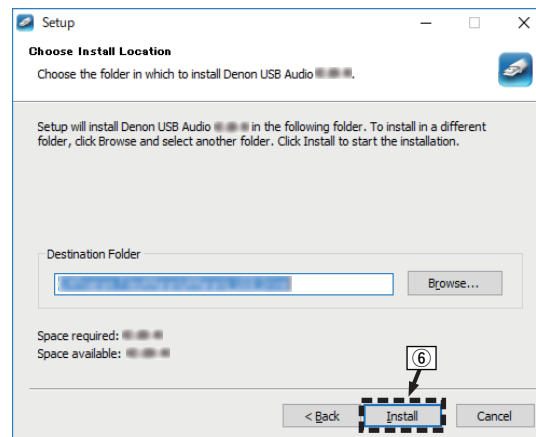 Setup
Choose Install Location
Choose the folder in which to install Denon USB Audio .
Setup will install Denon USB Audio in the following folder. To install in a different
folder, click Browse and select another folder. Click Install to start the installation.
Destination Folder
Browse...
Space required:
Space available:
⑥
< Back Install Cancel